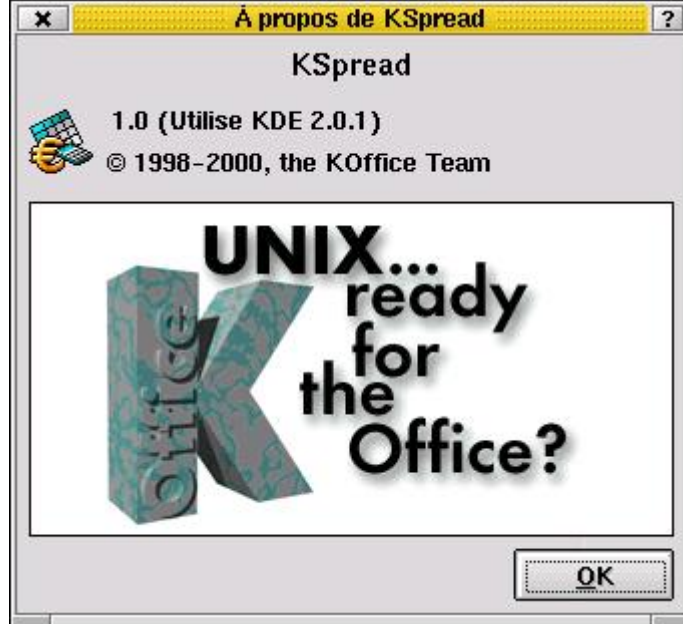 À propos de KSpread
?
KSpread
1.0 (Utilise KDE 2.0.1)
© 1998-2000, the KOffice Team
UNIX...
ready
for
the
Office?
KOffice
OK